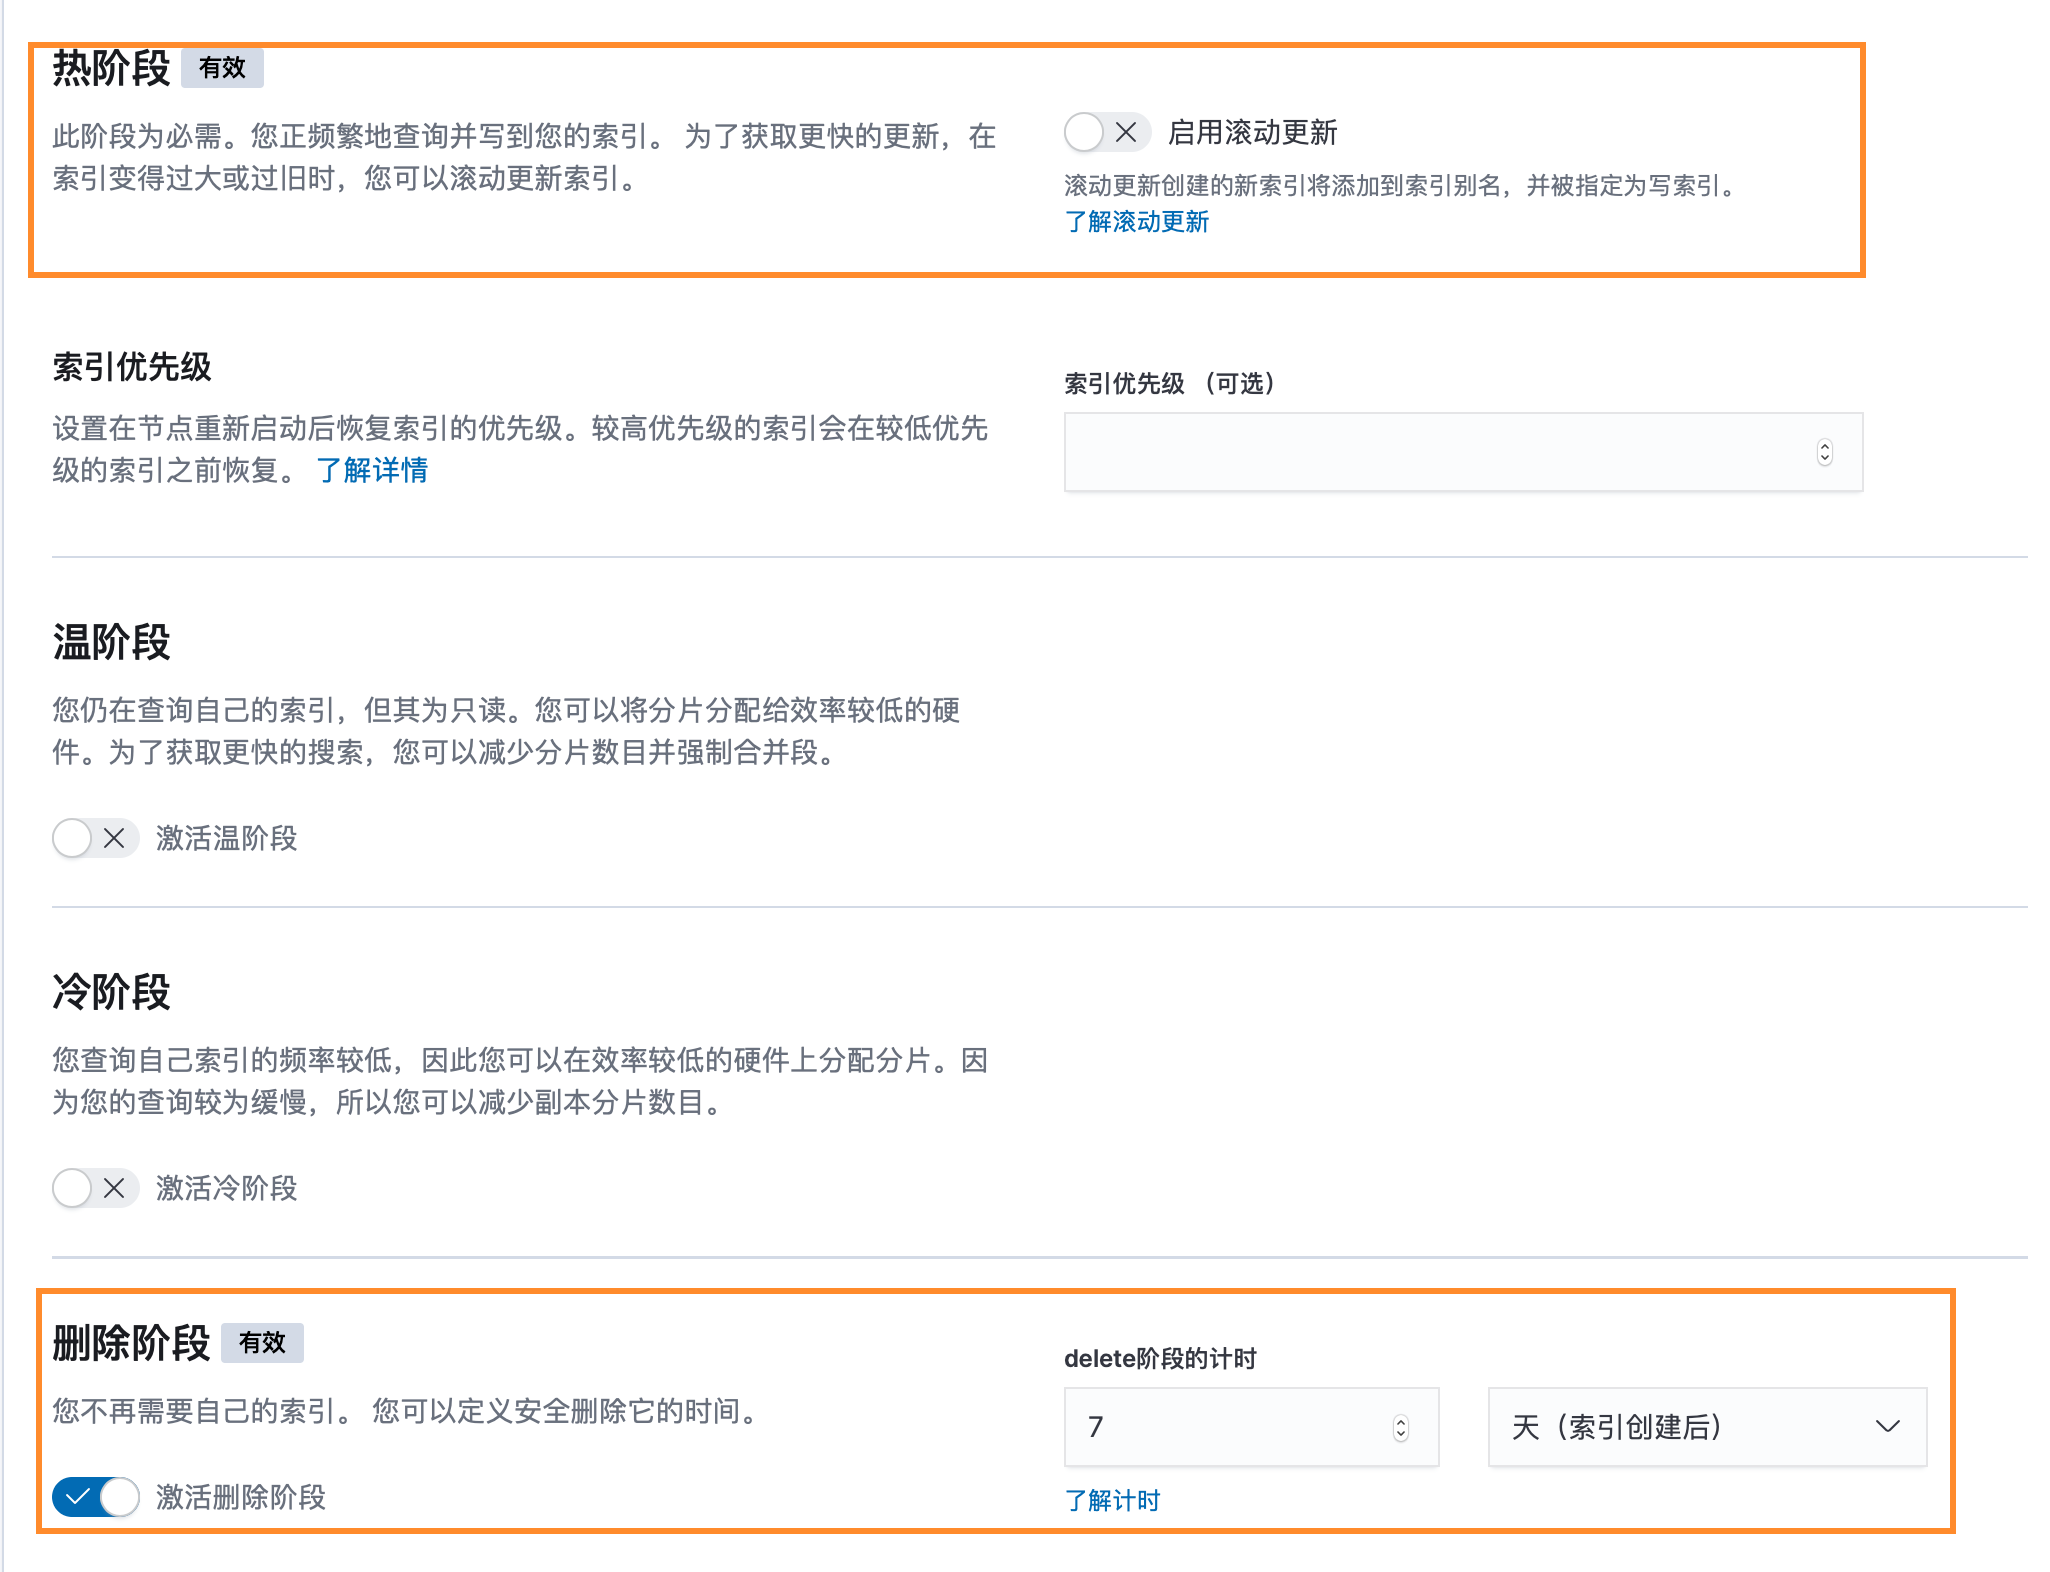 热阶段 有效
此阶段为必需。您正频繁地查询并写到您的索引。 为了获取更快的更新，在
索引变得过大或过旧时，您可以滚动更新索引。
启用滚动更新
滚动更新创建的新索引将添加到索引别名，并被指定为写索引。
了解滚动更新
索引优先级
设置在节点重新启动后恢复索引的优先级。较高优先级的索引会在较低优先
级的索引之前恢复。 了解详情
索引优先级 （可选）
温阶段
您仍在查询自己的索引，但其为只读。您可以将分片分配给效率较低的硬
件。为了获取更快的搜索，您可以减少分片数目并强制合并段。
激活温阶段
冷阶段
您查询自己索引的频率较低，因此您可以在效率较低的硬件上分配分片。因
为您的查询较为缓慢，所以您可以减少副本分片数目。
激活冷阶段
删除阶段 有效
您不再需要自己的索引。 您可以定义安全删除它的时间。
激活删除阶段
delete阶段的计时
7
天（索引创建后）
了解计时